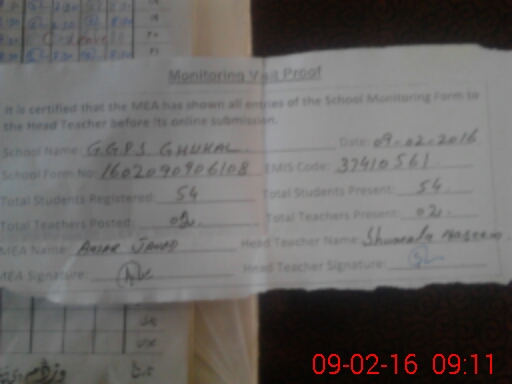 Monitoring Visit Proof
It is certified that the MEA has shown all entries of the School Monitoring Form to
the Head Teacher before its online submission.
School Name: G.G.P.S GHUKAL Date: 09-02-2016
School Form No: 1602090906108 EMIS Code: 37410561
Total Students Registered: 54 Total Students Present: 54
Total Teachers Posted: 02 Total Teachers Present: 02
MEA Name: Head Teacher Name:
MEA Signature: Head Teacher Signature:
09-02-16 09:11